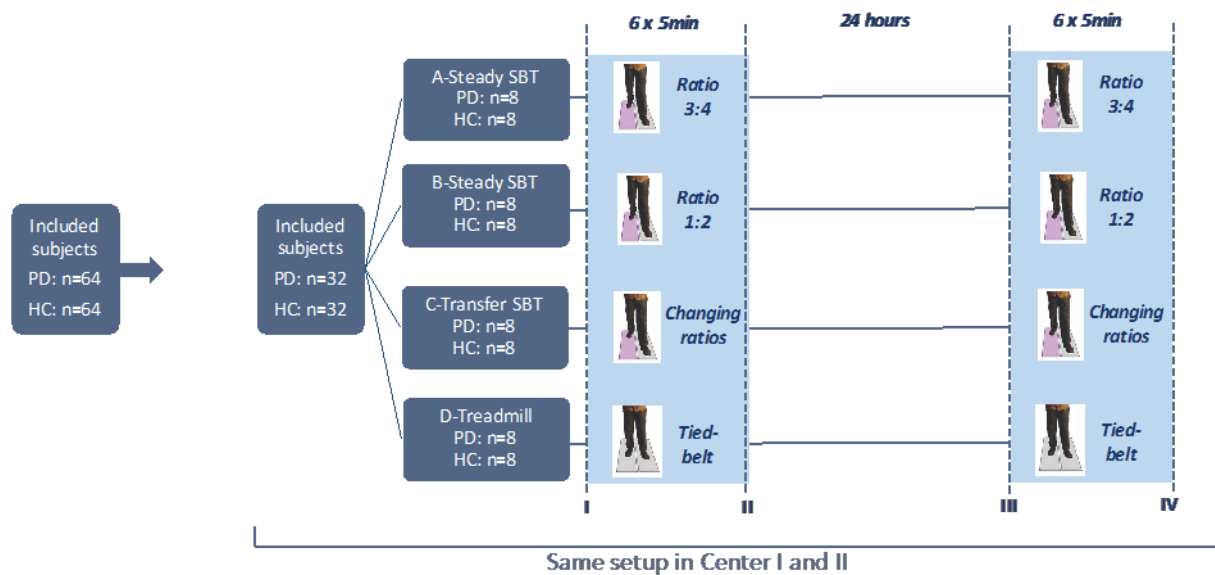 6 x 5min
24 hours
6 x 5min
Included
subjects
PD: n=64
HC: n=64
Included
subjects
PD: n=32
HC: n=32
A-Steady SBT
PD: n=8
HC: n=8
Ratio
3:4
Ratio
3:4
B-Steady SBT
PD: n=8
HC: n=8
Ratio
1:2
Ratio
1:2
C-Transfer SBT
PD: n=8
HC: n=8
Changing
ratios
Changing
ratios
D-Treadmill
PD: n=8
HC: n=8
Tied-
belt
Tied-
belt
I
II
III
IV
Same setup in Center I and II